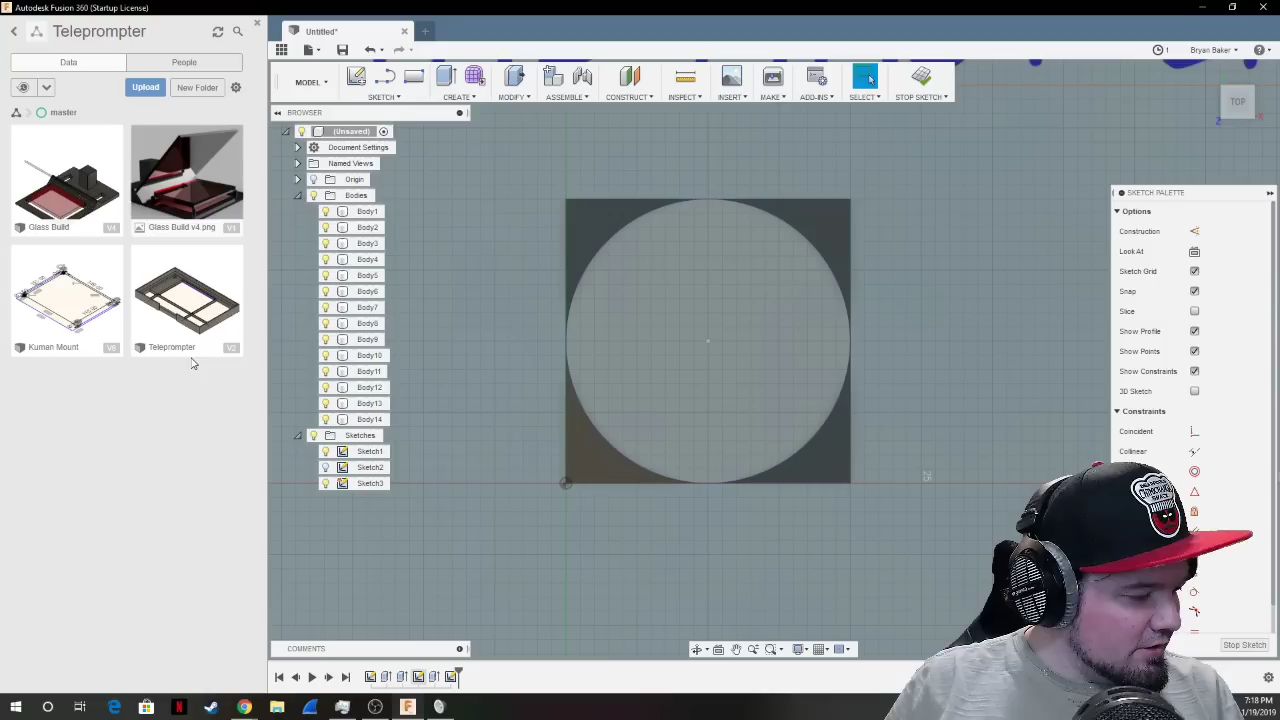 Autodesk Fusion 360 (Startup License)
Teleprompter
Untitled*
Bryan Baker
Data
People
Upload
New Folder
MODEL
SKETCH
CREATE
MODIFY
ASSEMBLE
CONSTRUCT
INSPECT
INSERT
MAKE
ADD-INS
SELECT
STOP SKETCH
master
BROWSER
TOP
(Unsaved)
Document Settings
Named Views
Origin
Bodies
Body1
Body2
Body3
Body4
Body5
Body6
Body7
Body8
Body9
Body10
Body11
Body12
Body13
Body14
Sketches
Sketch1
Sketch2
Sketch3
Glass Build
V4
Glass Build v4.png
V1
Kuman Mount
V6
Teleprompter
V2
SKETCH PALETTE
Options
Construction
Look At
Sketch Grid
Snap
Slice
Show Profile
Show Points
Show Constraints
3D Sketch
Constraints
Coincident
Collinear
Stop Sketch
COMMENTS
7:18 PM
1/19/2019